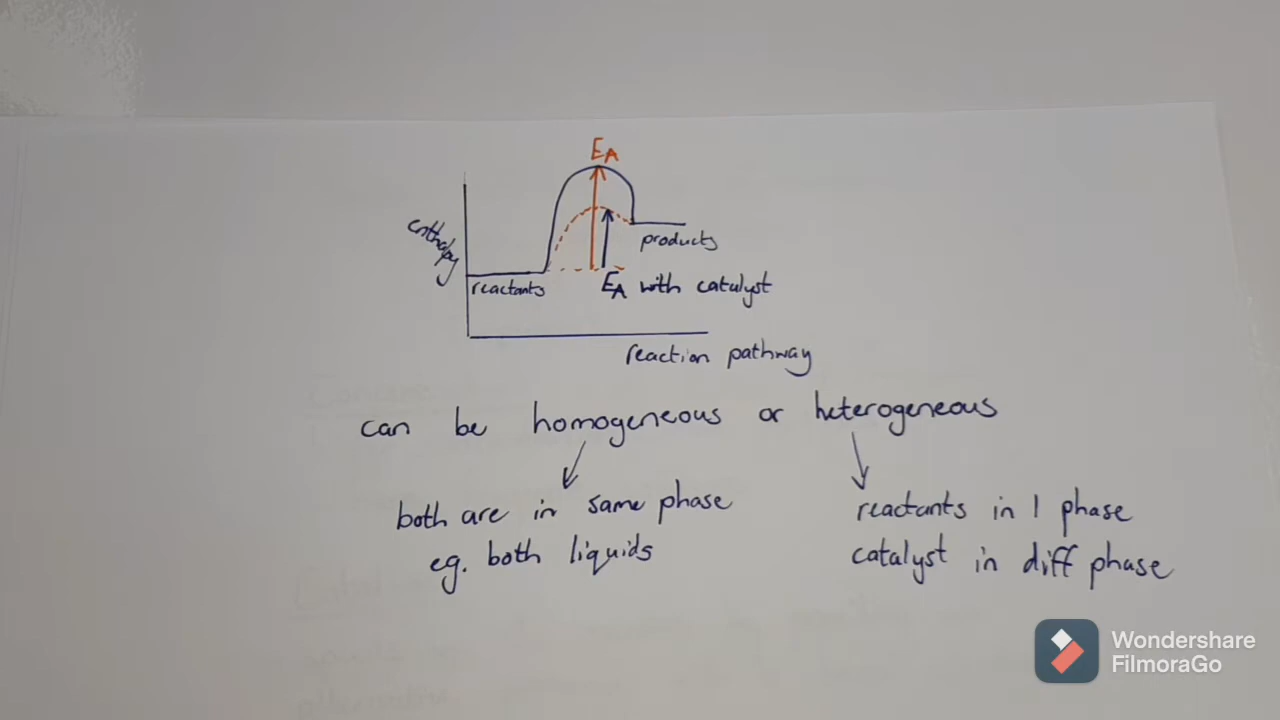 EA
enthalpy
products
reactants
EA with catalyst
reaction pathway
can be homogeneous or heterogeneous
both are in same phase
eg. both liquids
reactants in 1 phase
catalyst in diff phase
Wondershare
FilmoraGo